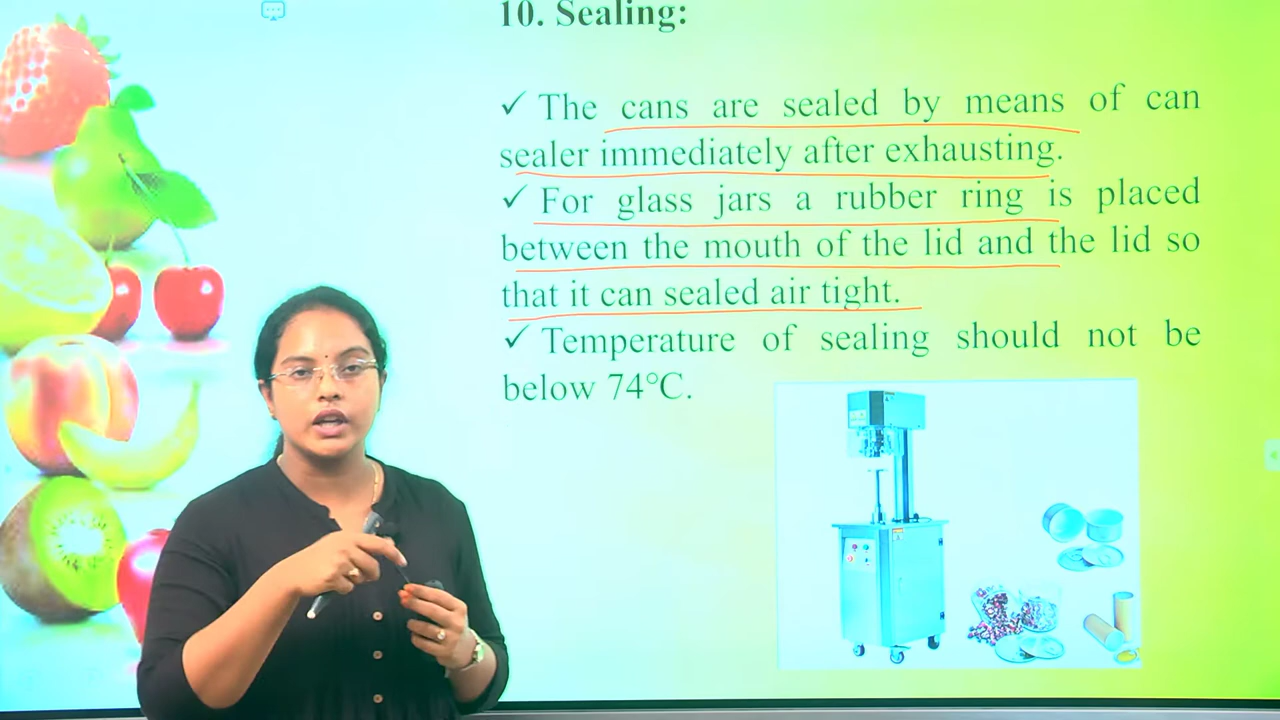 10. Sealing:
✓ The cans are sealed by means of can
sealer immediately after exhausting.
✓ For glass jars a rubber ring is placed
between the mouth of the lid and the lid so
that it can sealed air tight.
✓ Temperature of sealing should not be
below 74°C.